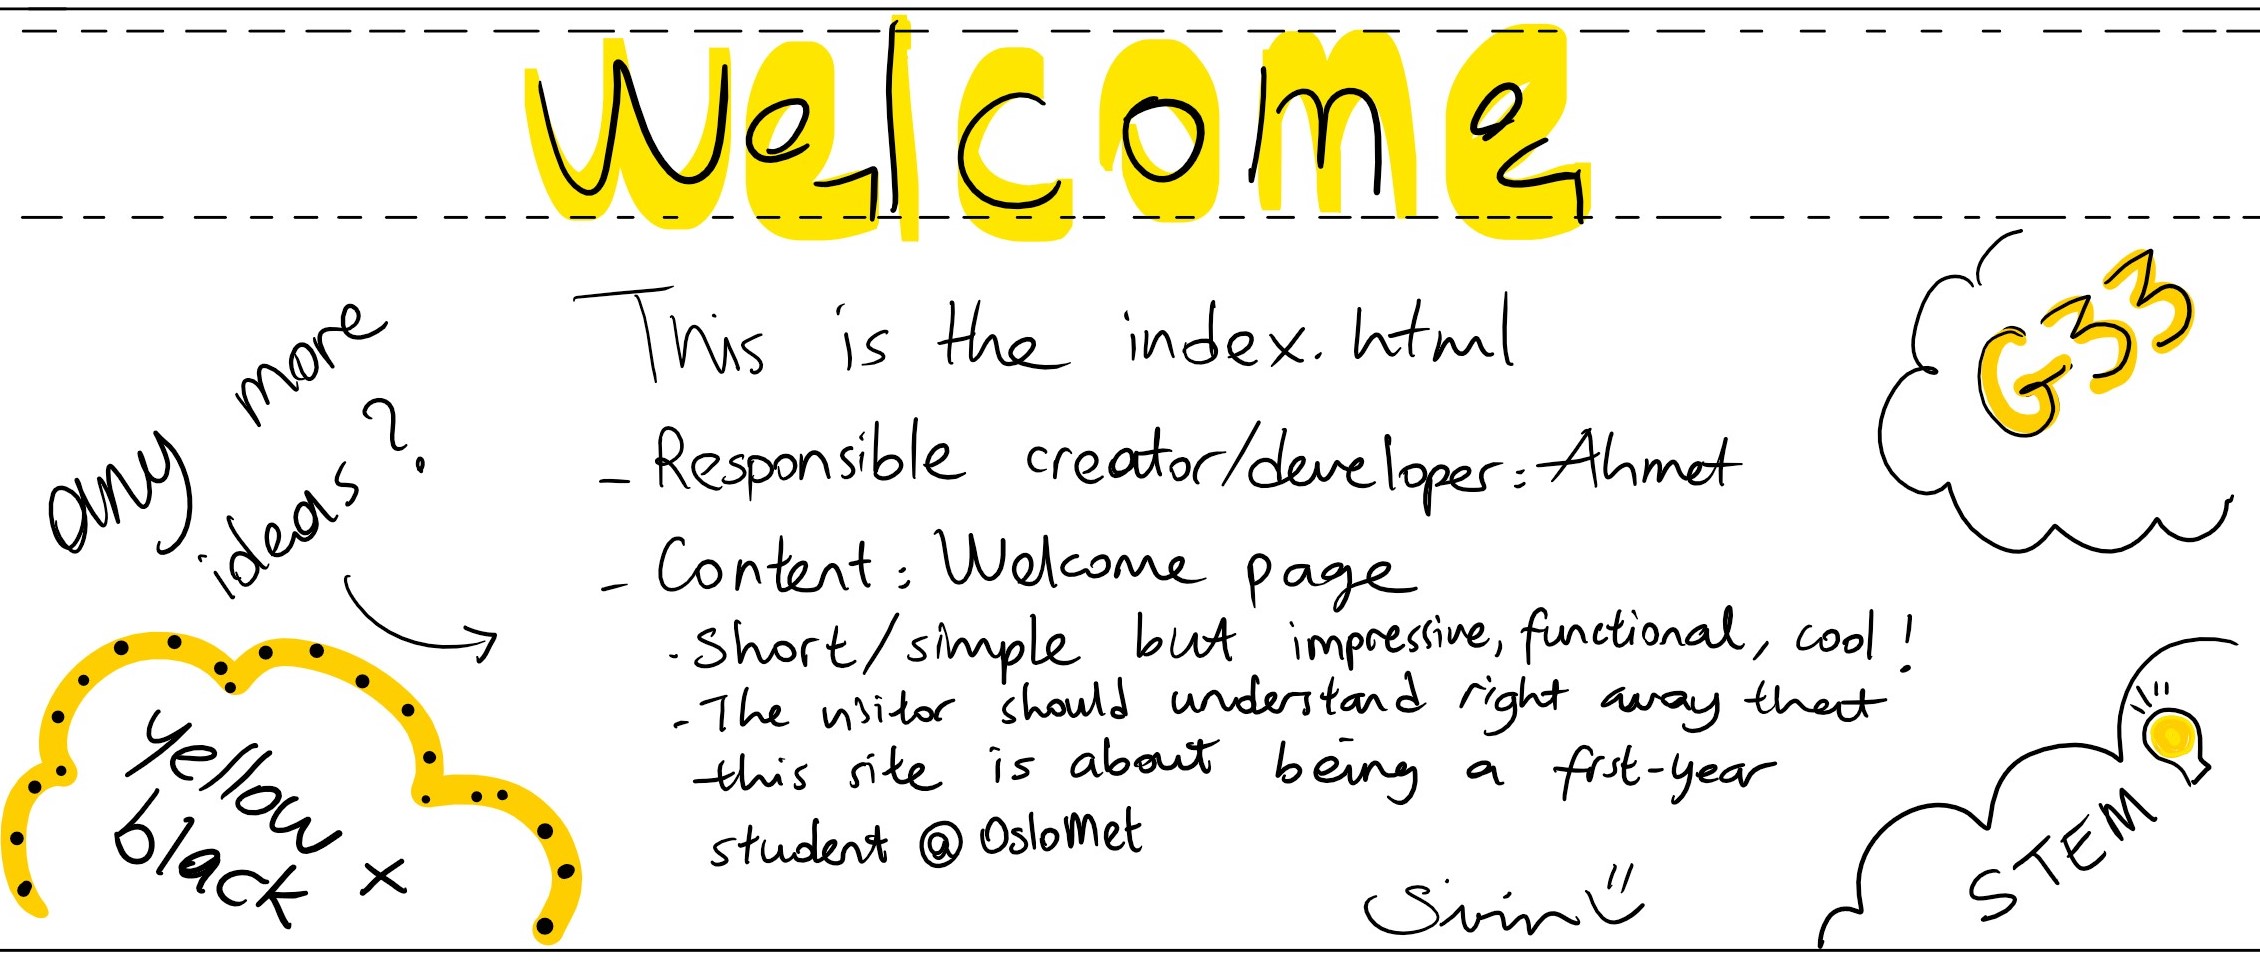 Welcome
This is the index.html
G33
any more
ideas?
- Responsible creator/developer: Ahmet
- Content: Welcome page
· Short/simple but impressive, functional, cool!
- The visitor should understand right away that
this site is about being a first-year
student @ OsloMet
yellow x
black
STEM